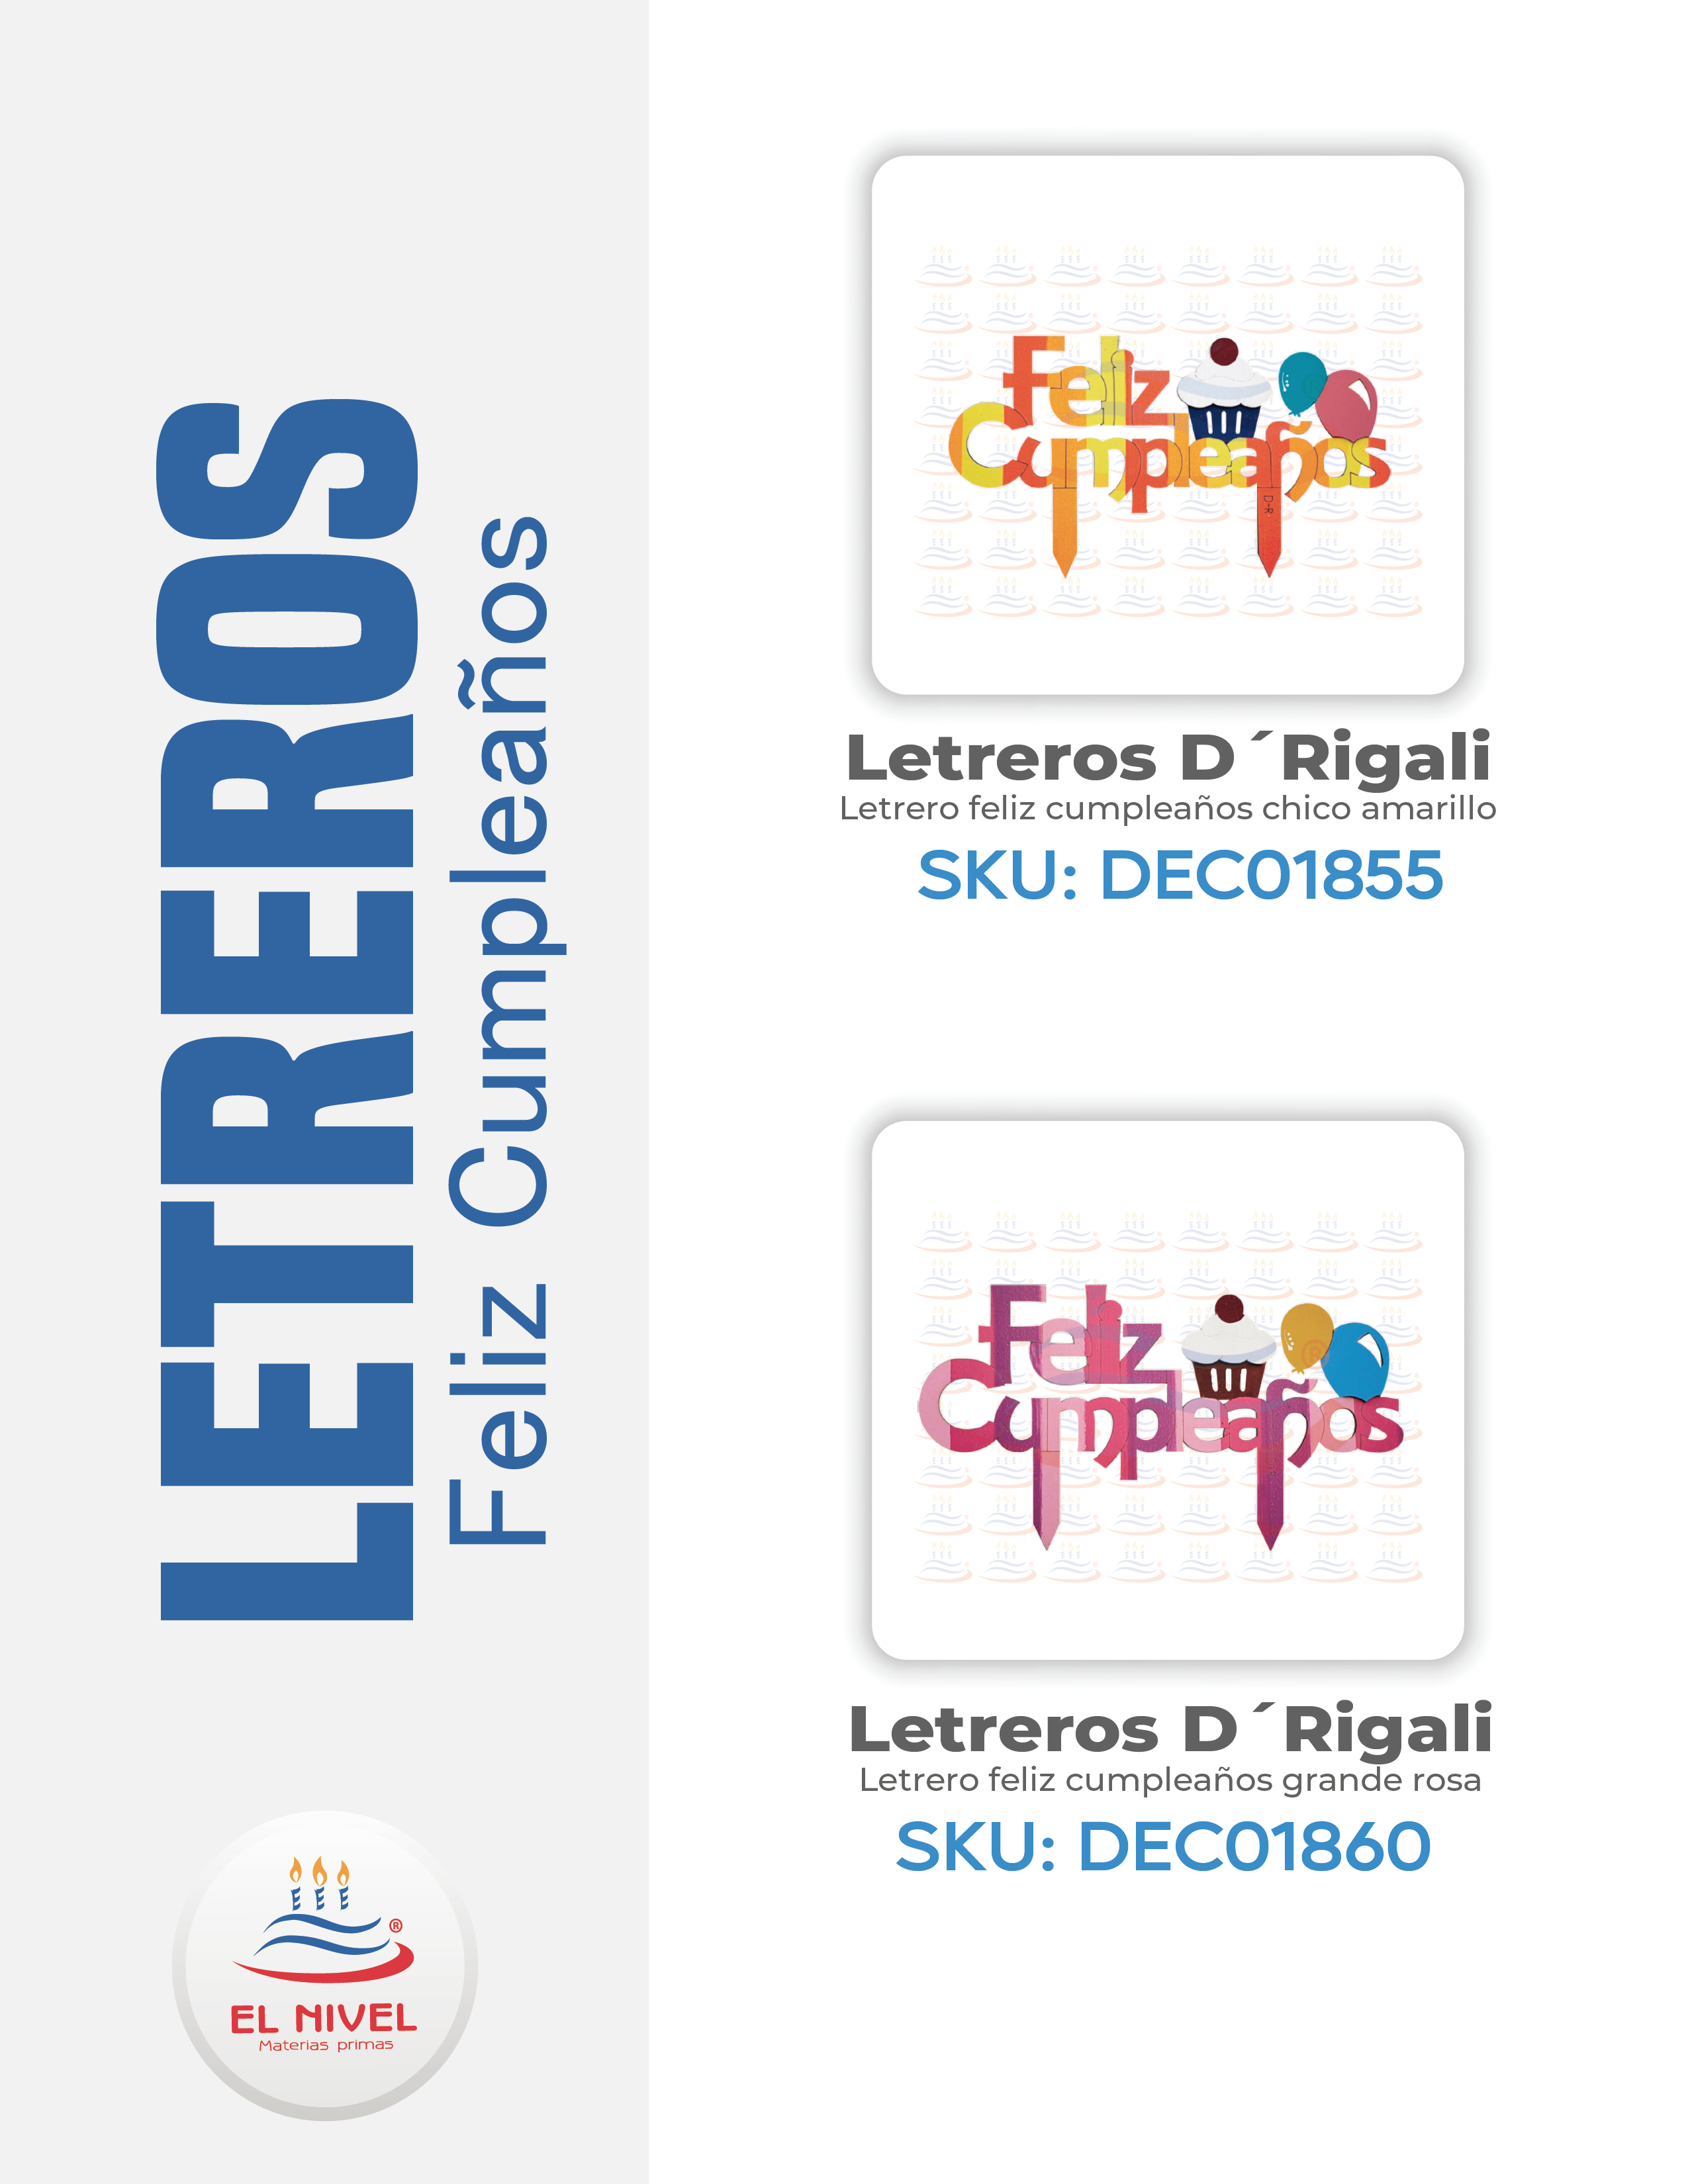 LETREROS
Feliz Cumpleaños
Feliz
Cumpleaños
D-R
Letreros D´Rigali
Letrero feliz cumpleaños chico amarillo
SKU: DEC01855
Feliz
Cumpleaños
®
Letreros D´Rigali
Letrero feliz cumpleaños grande rosa
SKU: DEC01860
®
EL NIVEL
Materias primas